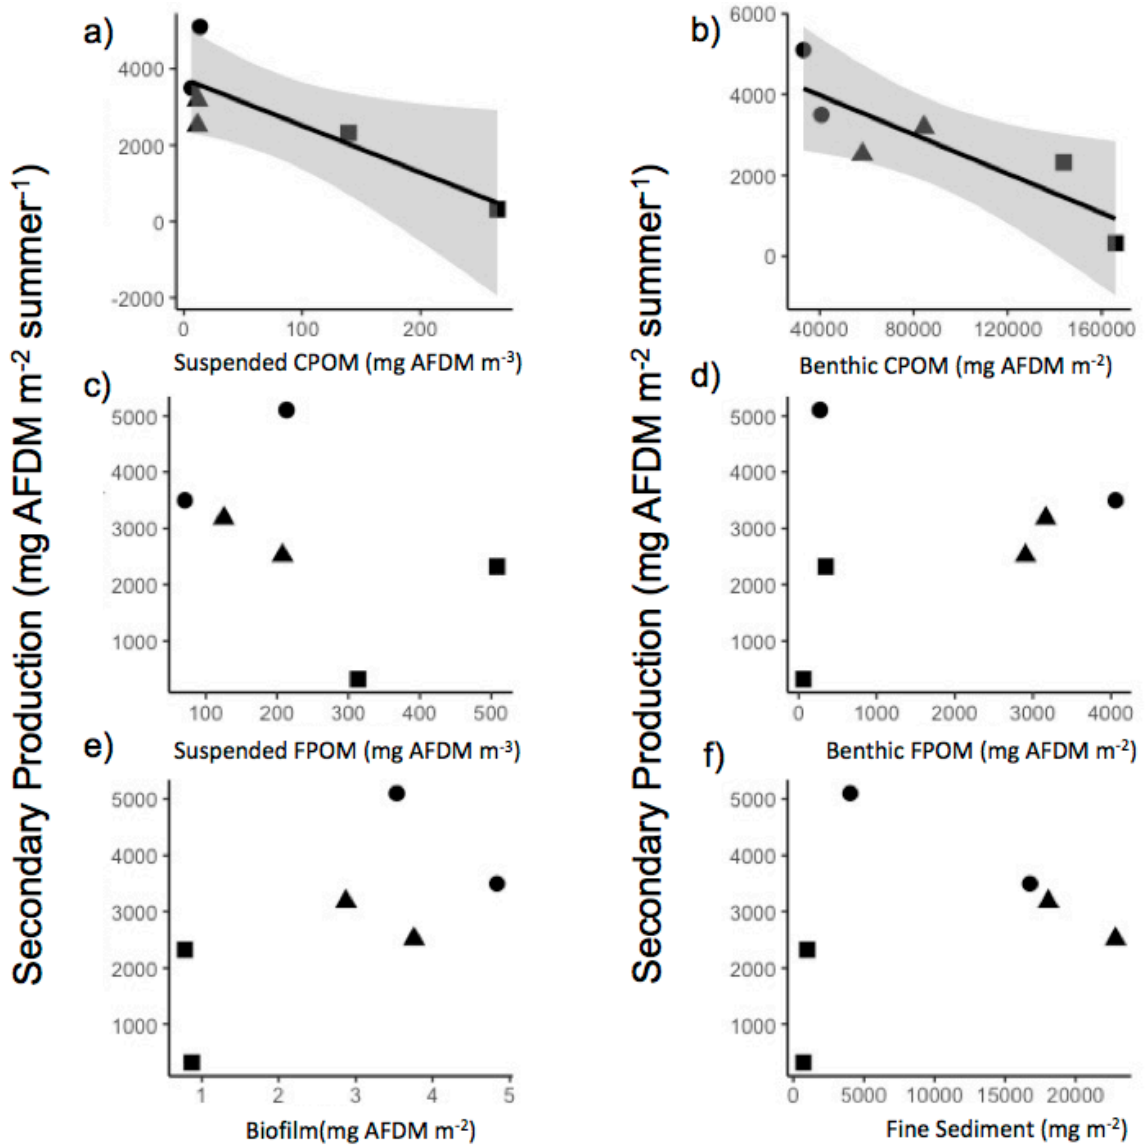 Secondary Production (mg AFDM m-2 summer-1)
a)
4000
2000
0
-2000
0 100 200
Suspended CPOM (mg AFDM m-3)
Secondary Production (mg AFDM m-2 summer-1)
b)
6000
4000
2000
0
40000 80000 120000 160000
Benthic CPOM (mg AFDM m-2)
c)
5000
4000
3000
2000
1000
100 200 300 400 500
Suspended FPOM (mg AFDM m-3)
d)
5000
4000
3000
2000
1000
0 1000 2000 3000 4000
Benthic FPOM (mg AFDM m-2)
e)
5000
4000
3000
2000
1000
1 2 3 4 5
Biofilm(mg AFDM m-2)
f)
5000
4000
3000
2000
1000
0 5000 10000 15000 20000
Fine Sediment (mg m-2)